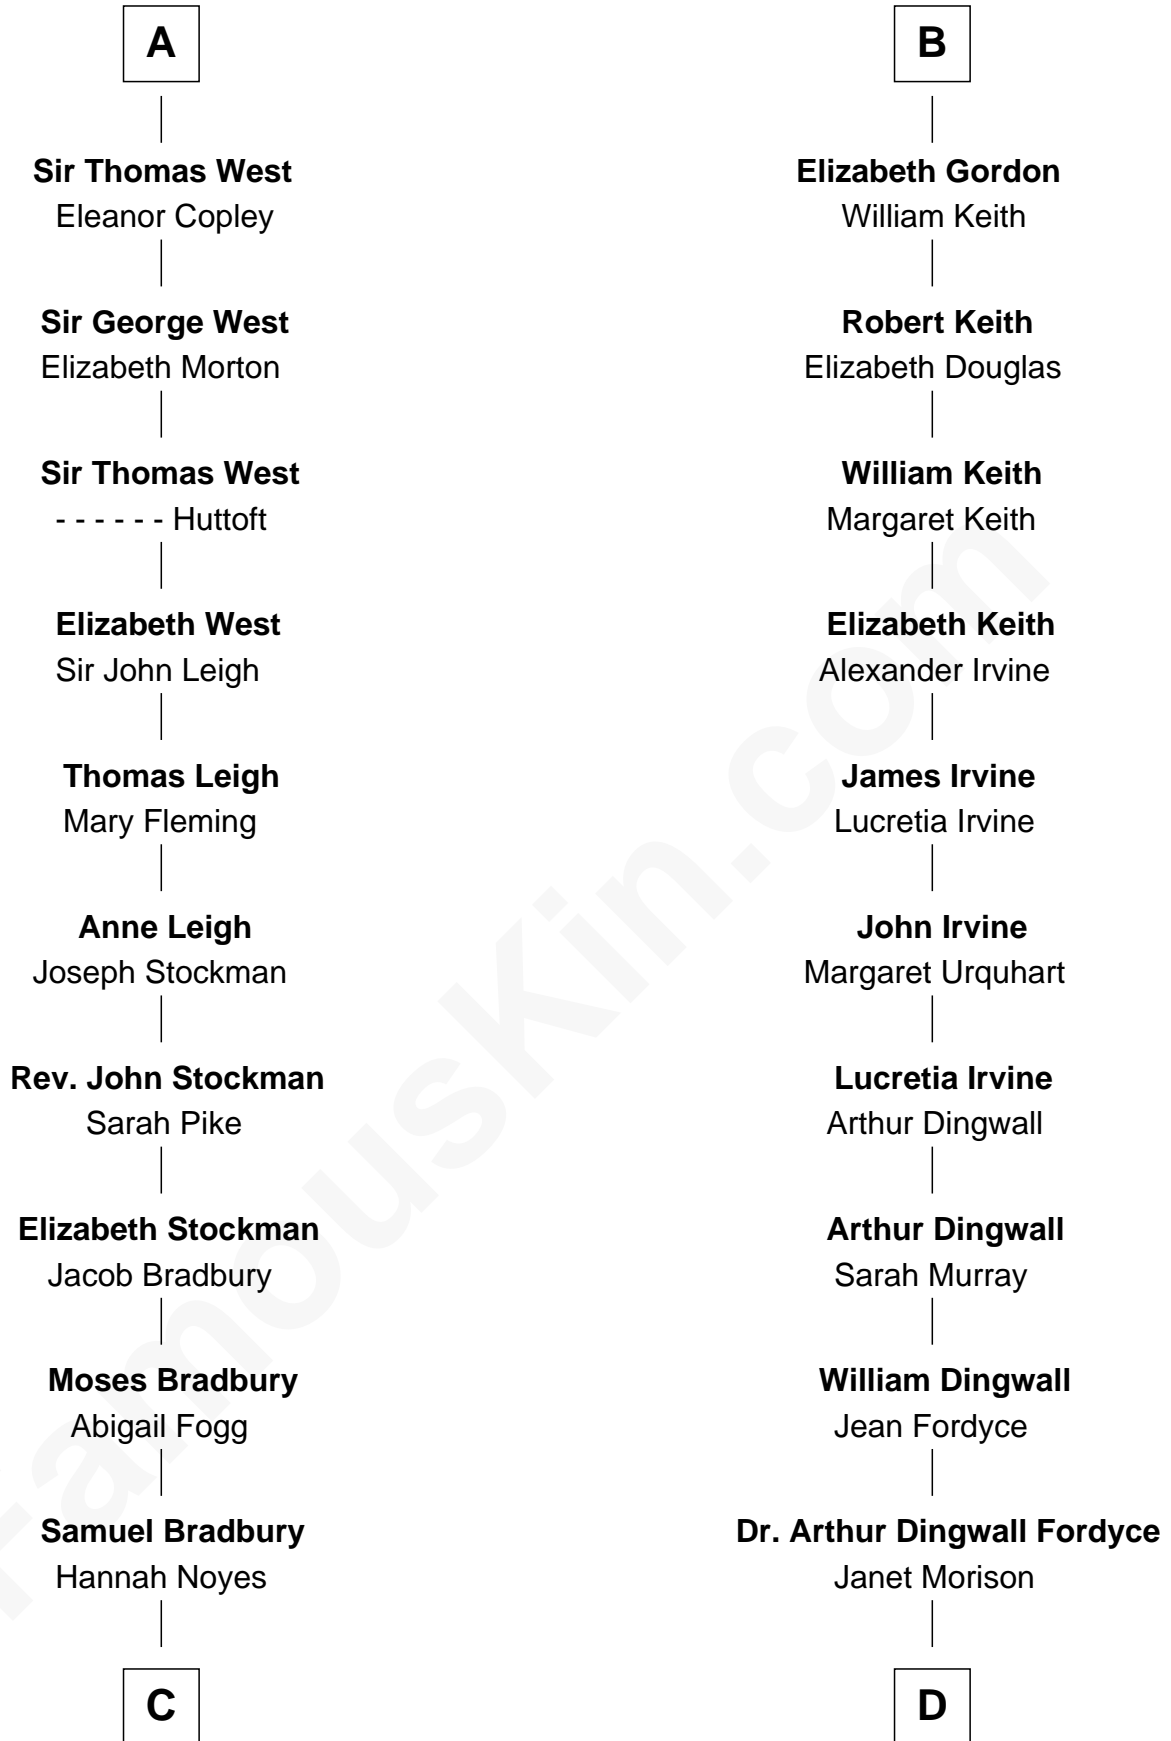 A
Sir Thomas West
Eleanor Copley
Sir George West
Elizabeth Morton
Sir Thomas West
- - - - - - Huttoft
Elizabeth West
Sir John Leigh
Thomas Leigh
Mary Fleming
Anne Leigh
Joseph Stockman
Rev. John Stockman
Sarah Pike
Elizabeth Stockman
Jacob Bradbury
Moses Bradbury
Abigail Fogg
Samuel Bradbury
Hannah Noyes
C
B
Elizabeth Gordon
William Keith
Robert Keith
Elizabeth Douglas
William Keith
Margaret Keith
Elizabeth Keith
Alexander Irvine
James Irvine
Lucretia Irvine
John Irvine
Margaret Urquhart
Lucretia Irvine
Arthur Dingwall
Arthur Dingwall
Sarah Murray
William Dingwall
Jean Fordyce
Dr. Arthur Dingwall Fordyce
Janet Morison
D
FamousKin.com